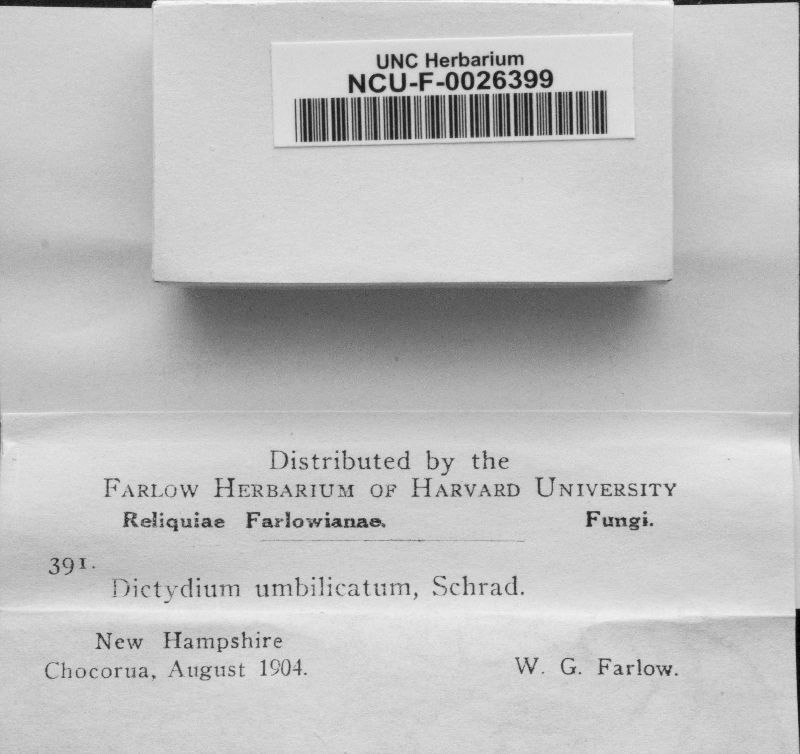 UNC Herbarium
NCU-F-0026399
Distributed by the
FARLOW HERBARIUM OF HARVARD UNIVERSITY
Reliquiae Farlowianae. Fungi.
391.
Dictydium umbilicatum, Schrad.
New Hampshire
Chocorua, August 1904. W. G. Farlow.